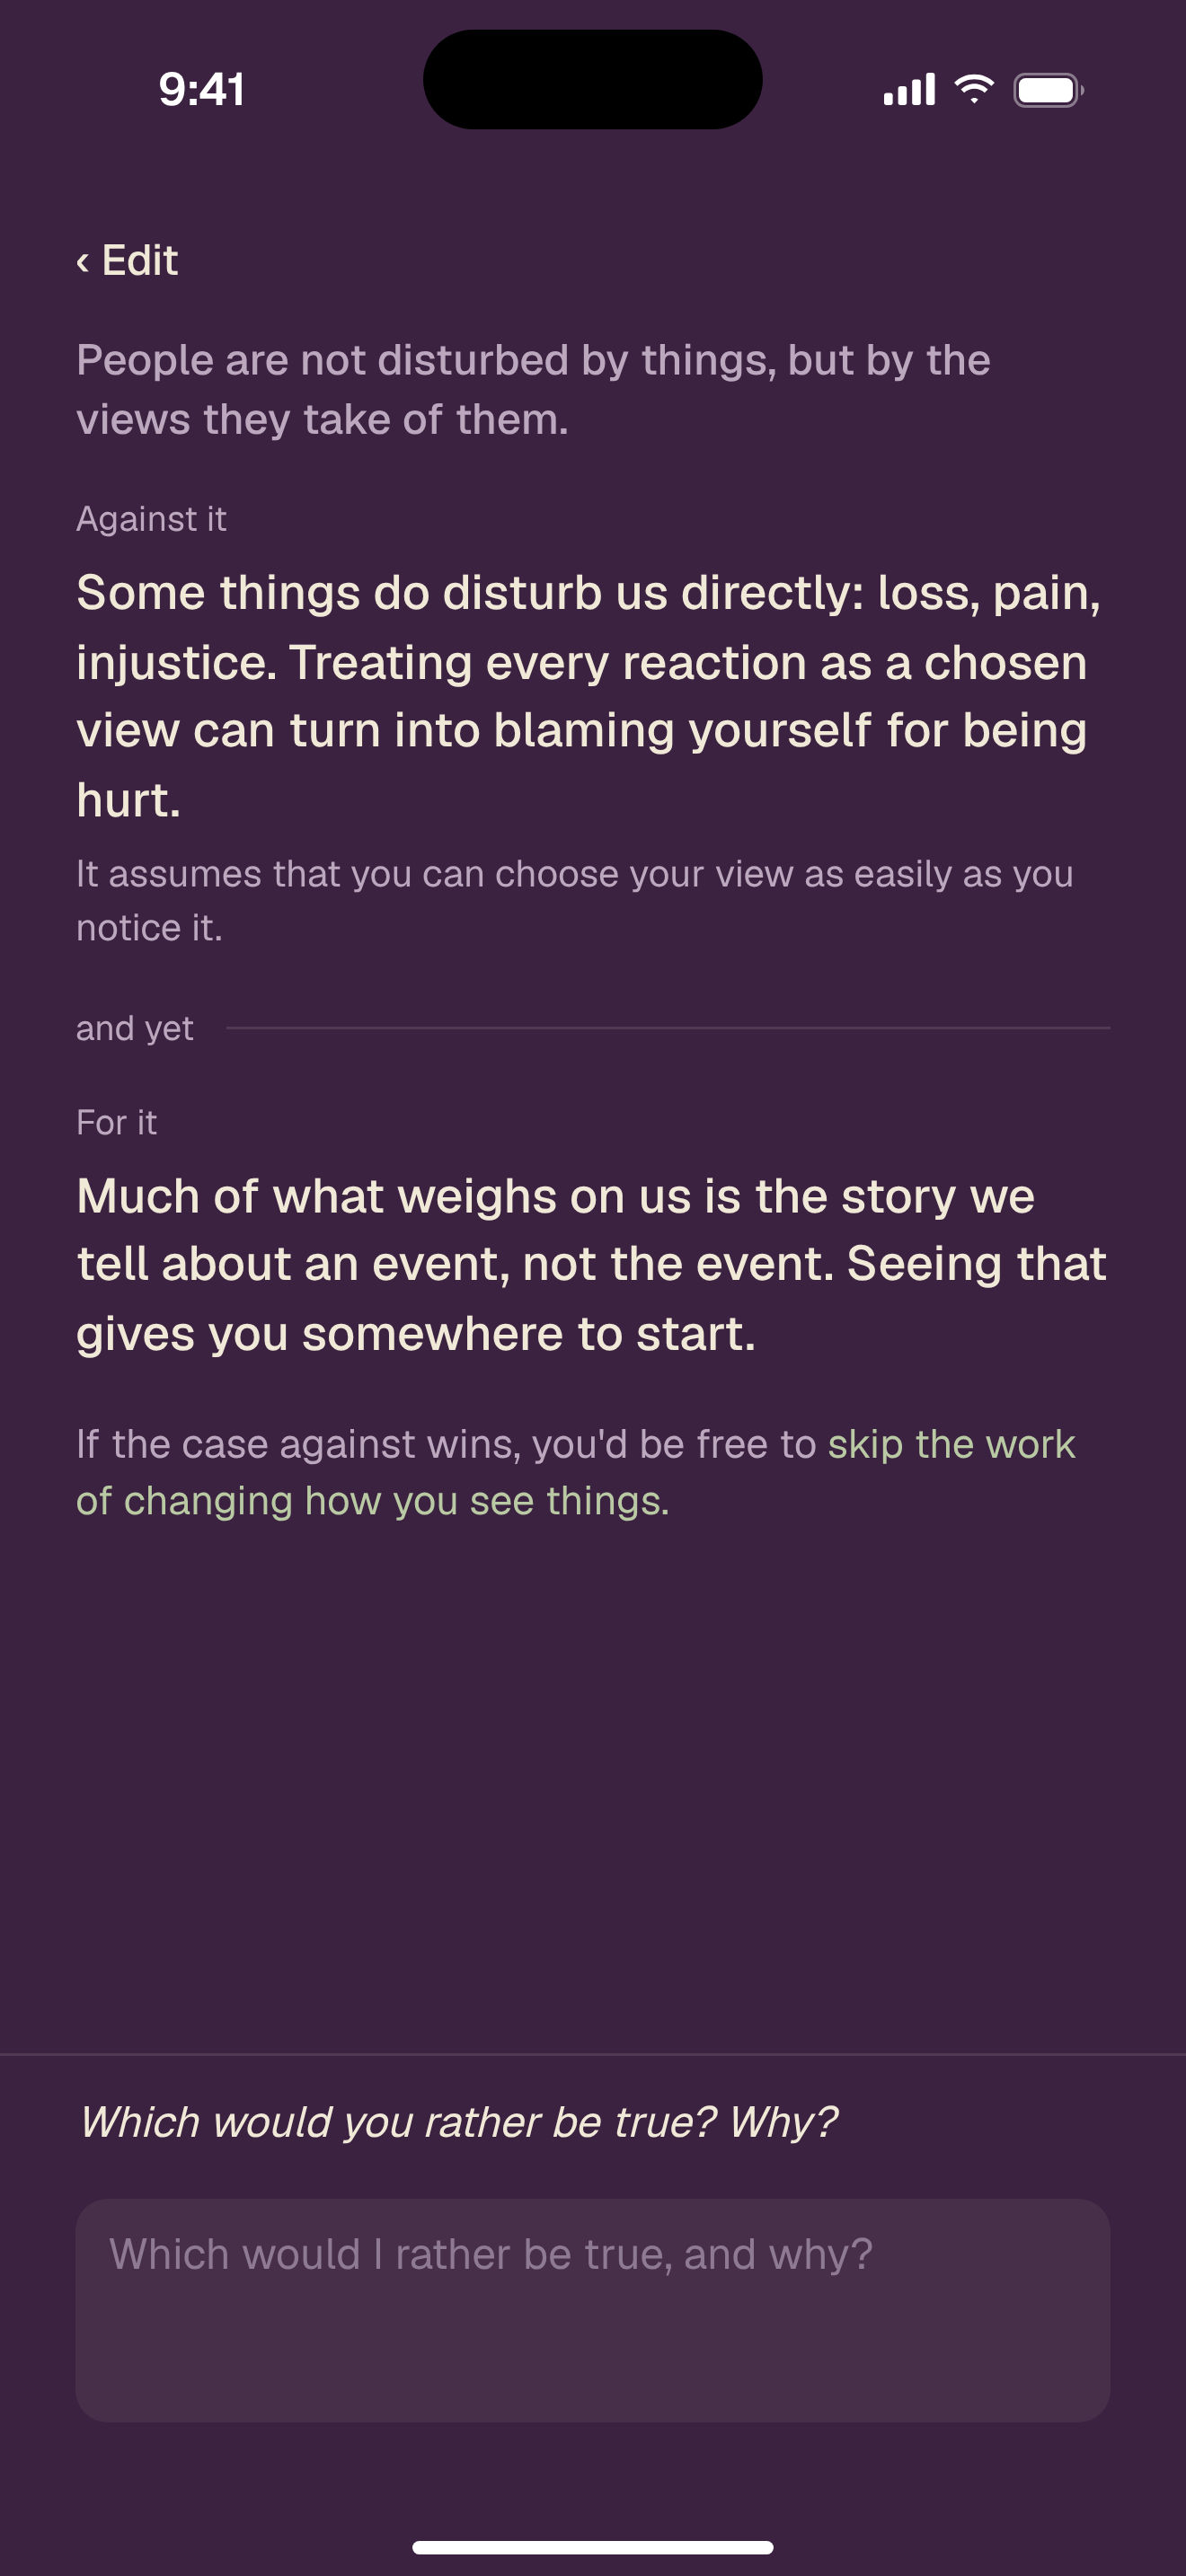 9:41
‹ Edit
People are not disturbed by things, but by the
views they take of them.
Against it
Some things do disturb us directly: loss, pain,
injustice. Treating every reaction as a chosen
view can turn into blaming yourself for being
hurt.
It assumes that you can choose your view as easily as you
notice it.
and yet
For it
Much of what weighs on us is the story we
tell about an event, not the event. Seeing that
gives you somewhere to start.
If the case against wins, you'd be free to skip the work
of changing how you see things.
Which would you rather be true? Why?
Which would I rather be true, and why?